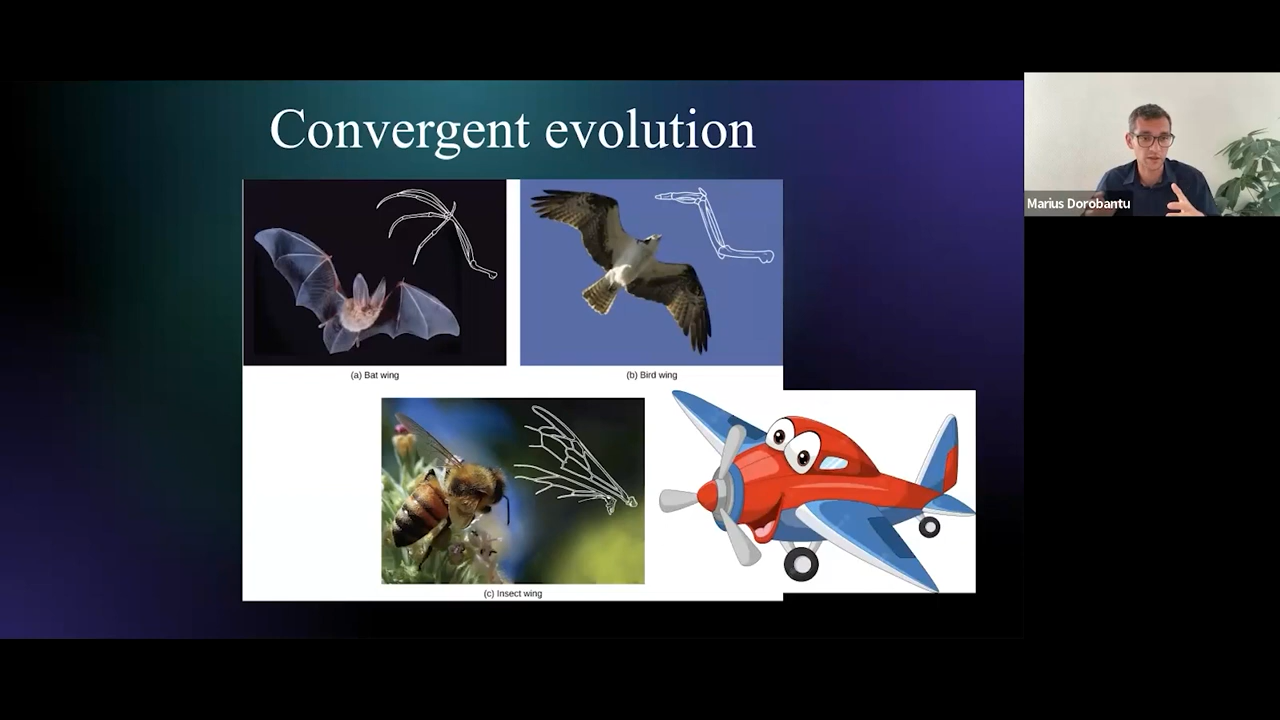 Convergent evolution
Marius Dorobantu
(a) Bat wing
(b) Bird wing
(c) Insect wing